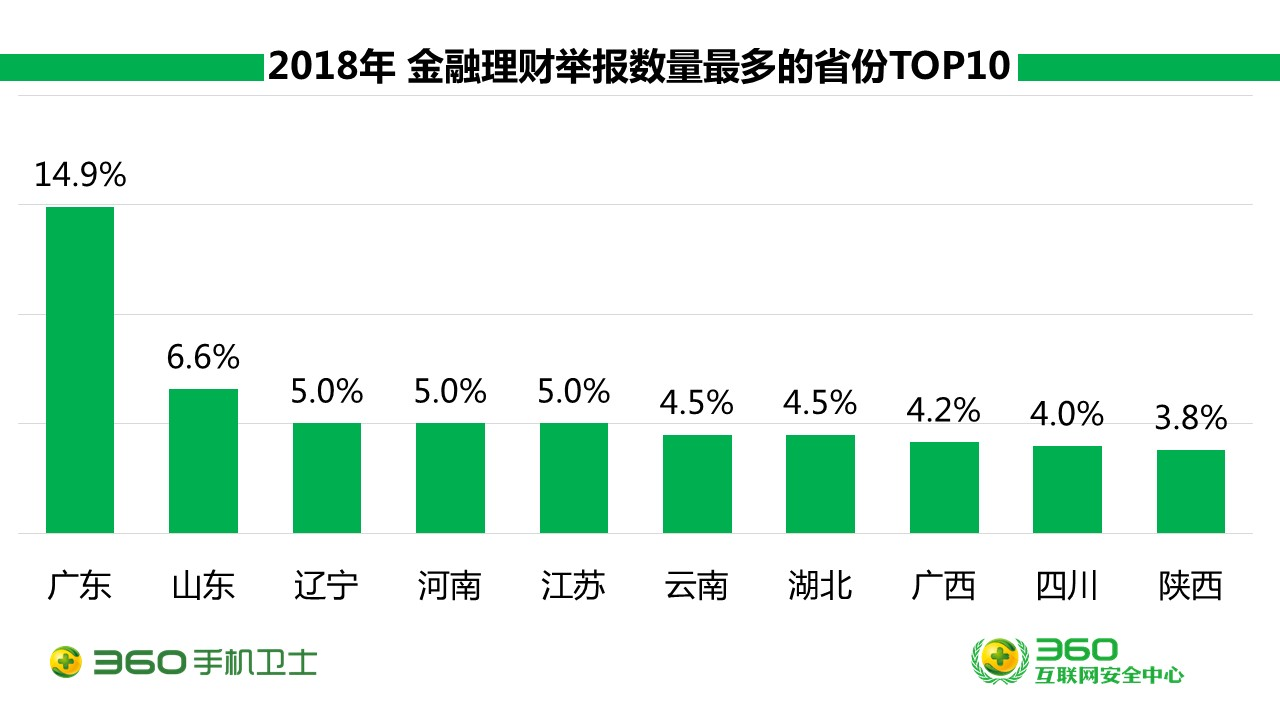 2018年 金融理财举报数量最多的省份TOP10
14.9%
6.6%
5.0%
5.0%
5.0%
4.5%
4.5%
4.2%
4.0%
3.8%
广东
山东
辽宁
河南
江苏
云南
湖北
广西
四川
陕西
360手机卫士
360
互联网安全中心